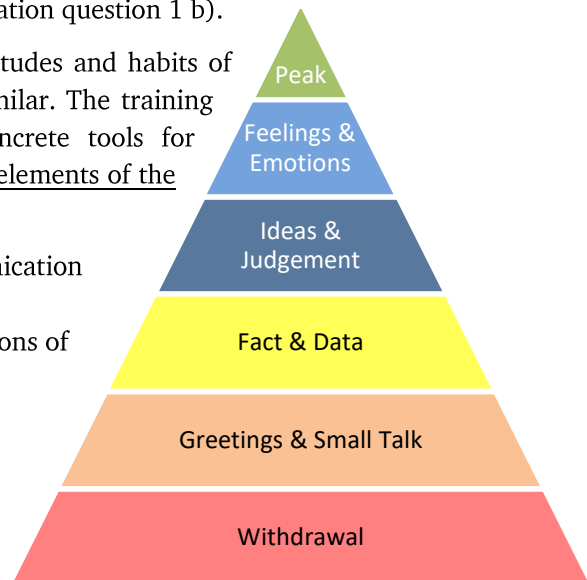 ation question 1 b).
tudes and habits of
nilar. The training
ncrete tools for
elements of the
nication
ons of
Peak
Feelings &
Emotions
Ideas &
Judgement
Fact & Data
Greetings & Small Talk
Withdrawal